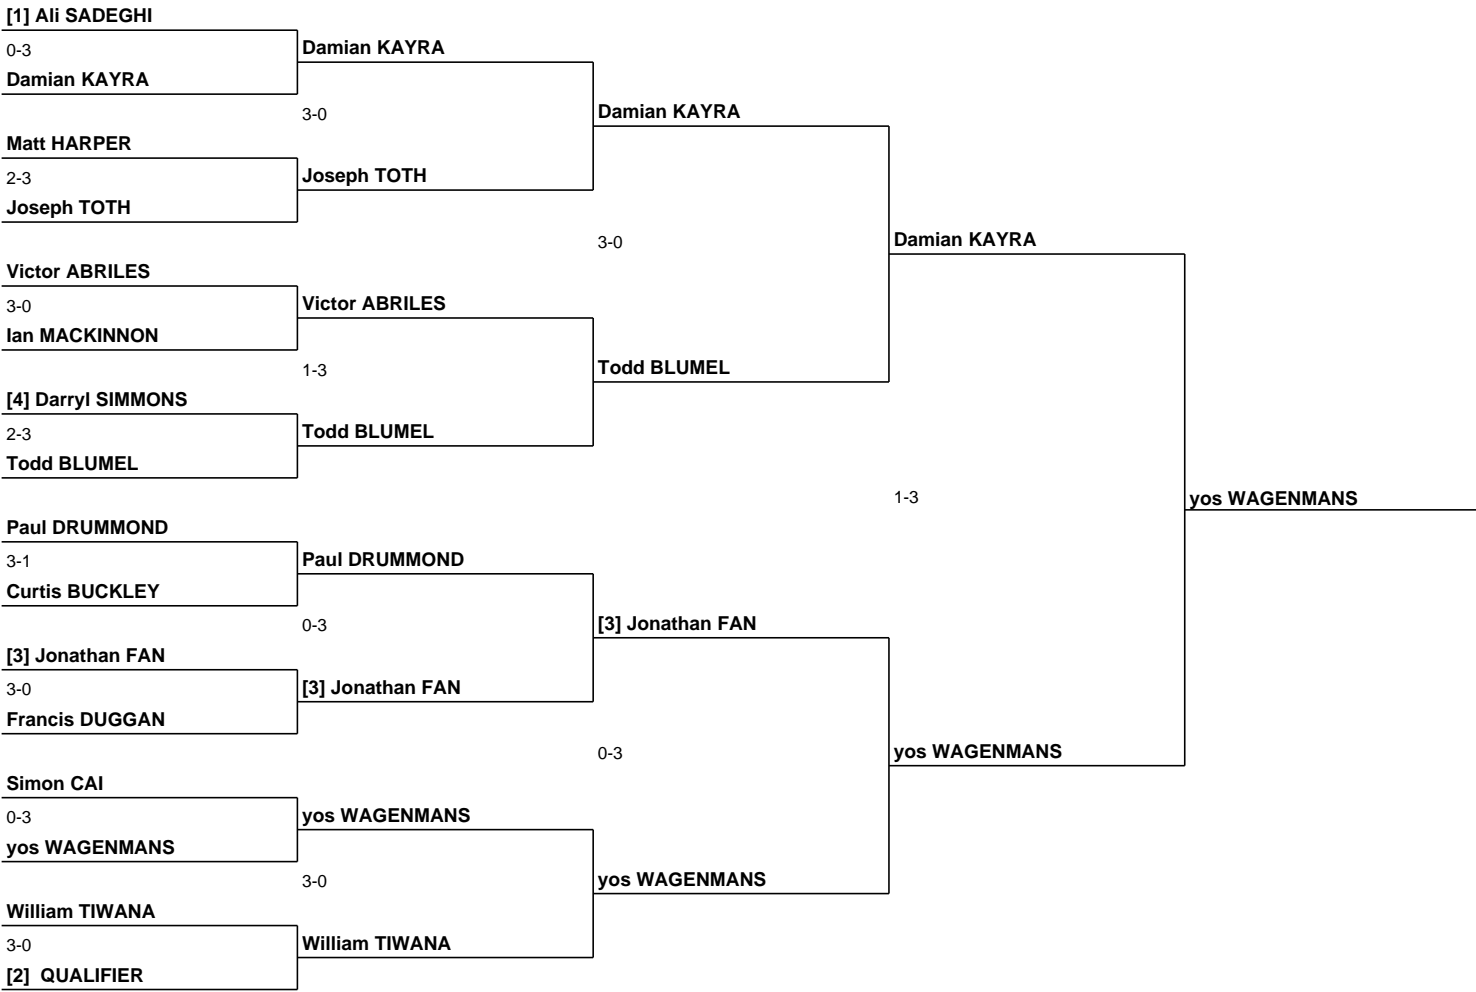 [1] Ali SADEGHI
0-3
Damian KAYRA
Damian KAYRA
3-0
Damian KAYRA
Matt HARPER
2-3
Joseph TOTH
Joseph TOTH
3-0
Damian KAYRA
Victor ABRILES
3-0
Victor ABRILES
Ian MACKINNON
1-3
Todd BLUMEL
[4] Darryl SIMMONS
2-3
Todd BLUMEL
Todd BLUMEL
1-3
yos WAGENMANS
Paul DRUMMOND
3-1
Paul DRUMMOND
Curtis BUCKLEY
0-3
[3] Jonathan FAN
[3] Jonathan FAN
3-0
[3] Jonathan FAN
Francis DUGGAN
0-3
yos WAGENMANS
Simon CAI
0-3
yos WAGENMANS
yos WAGENMANS
3-0
yos WAGENMANS
William TIWANA
3-0
William TIWANA
[2] QUALIFIER